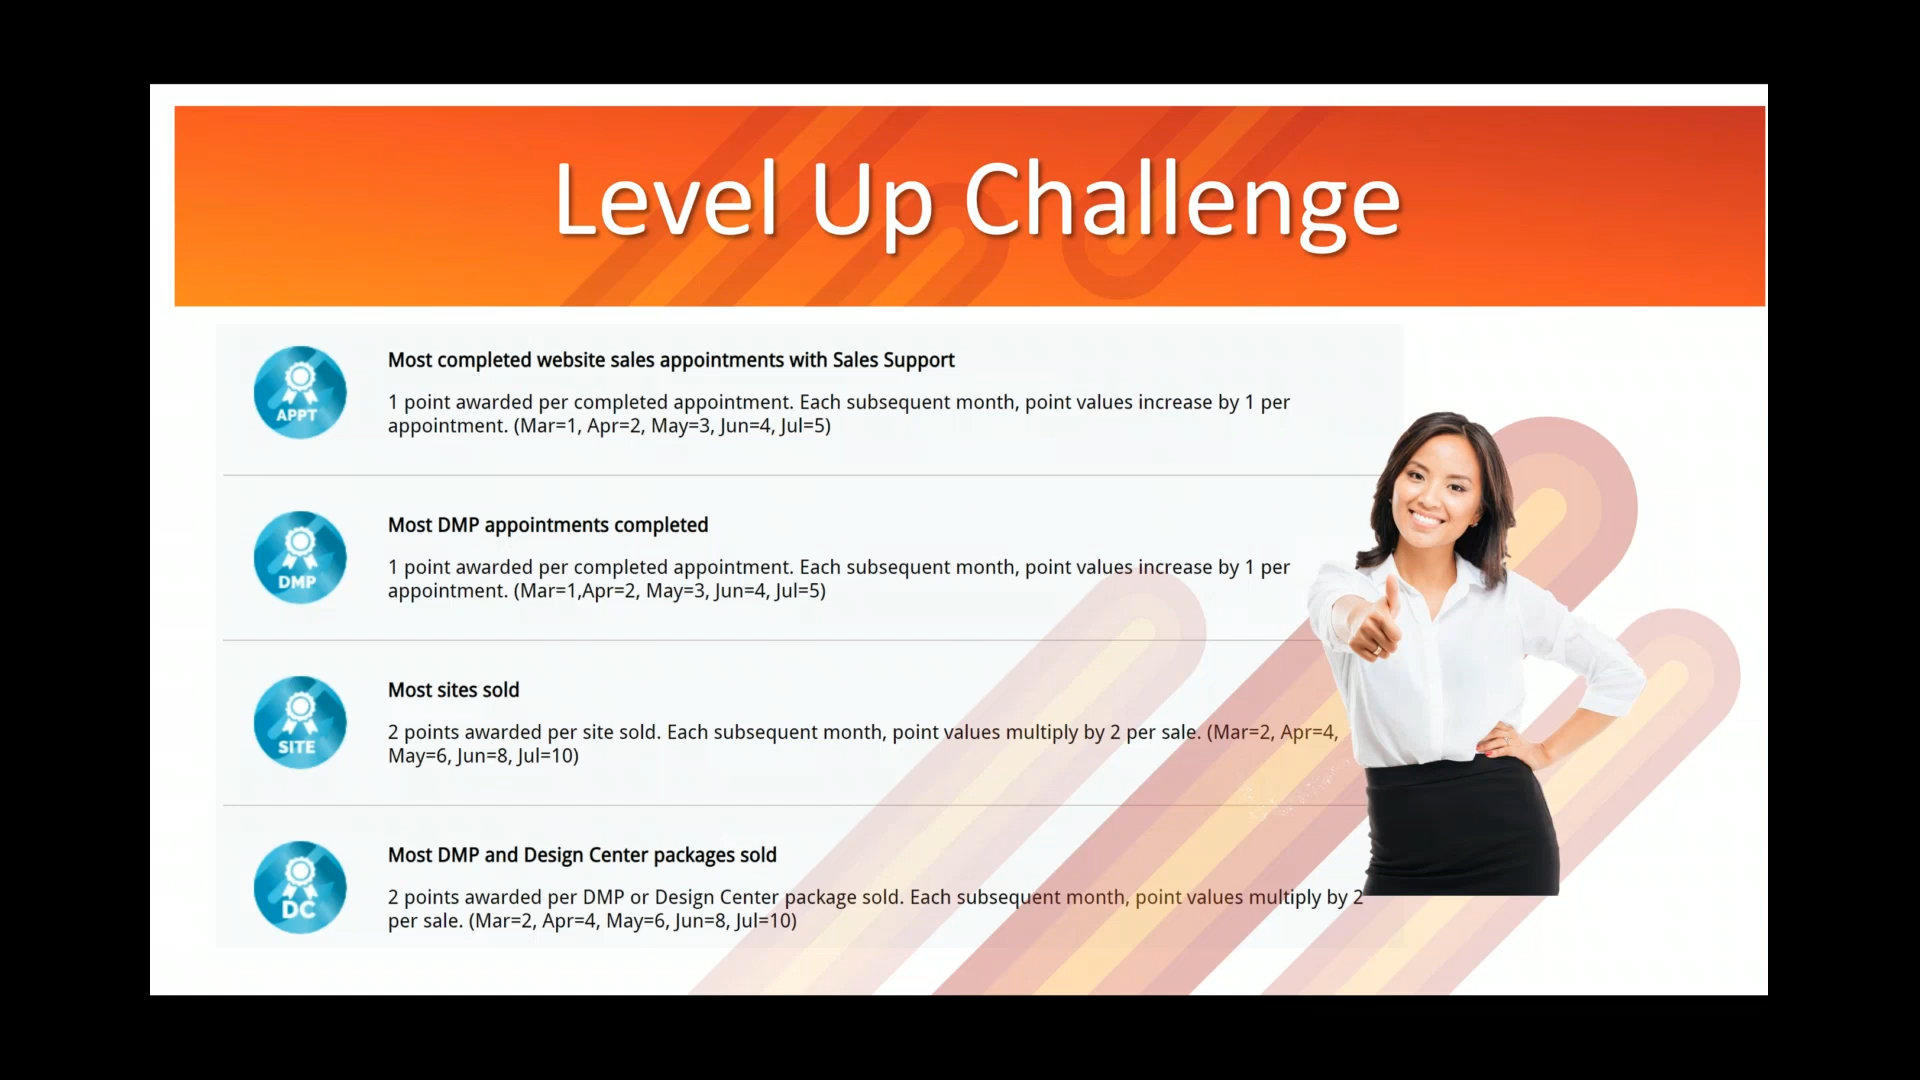 Level Up Challenge
APPT
Most completed website sales appointments with Sales Support
1 point awarded per completed appointment. Each subsequent month, point values increase by 1 per
appointment. (Mar=1, Apr=2, May=3, Jun=4, Jul=5)
DMP
Most DMP appointments completed
1 point awarded per completed appointment. Each subsequent month, point values increase by 1 per
appointment. (Mar=1,Apr=2, May=3, Jun=4, Jul=5)
SITE
Most sites sold
2 points awarded per site sold. Each subsequent month, point values multiply by 2 per sale. (Mar=2, Apr=4,
May=6, Jun=8, Jul=10)
DC
Most DMP and Design Center packages sold
2 points awarded per DMP or Design Center package sold. Each subsequent month, point values multiply by 2
per sale. (Mar=2, Apr=4, May=6, Jun=8, Jul=10)